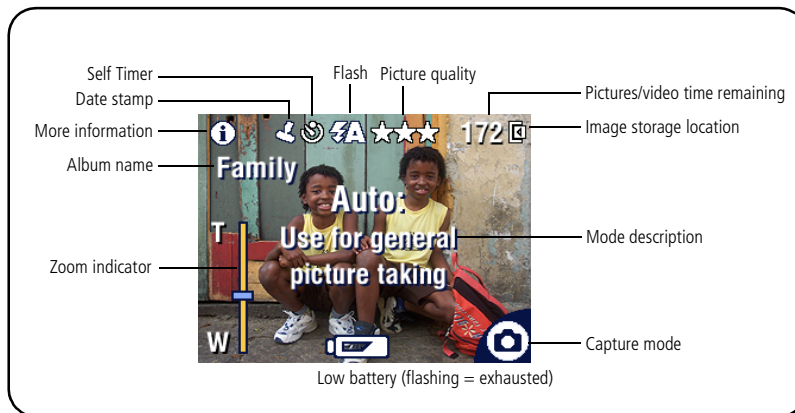 Self Timer
Flash
Picture quality
Date stamp
Pictures/video time remaining
More information
Image storage location
Album name
Zoom indicator
Mode description
Capture mode
Low battery (flashing = exhausted)
A
172
Family
Auto:
Use for general
picture taking
T
W